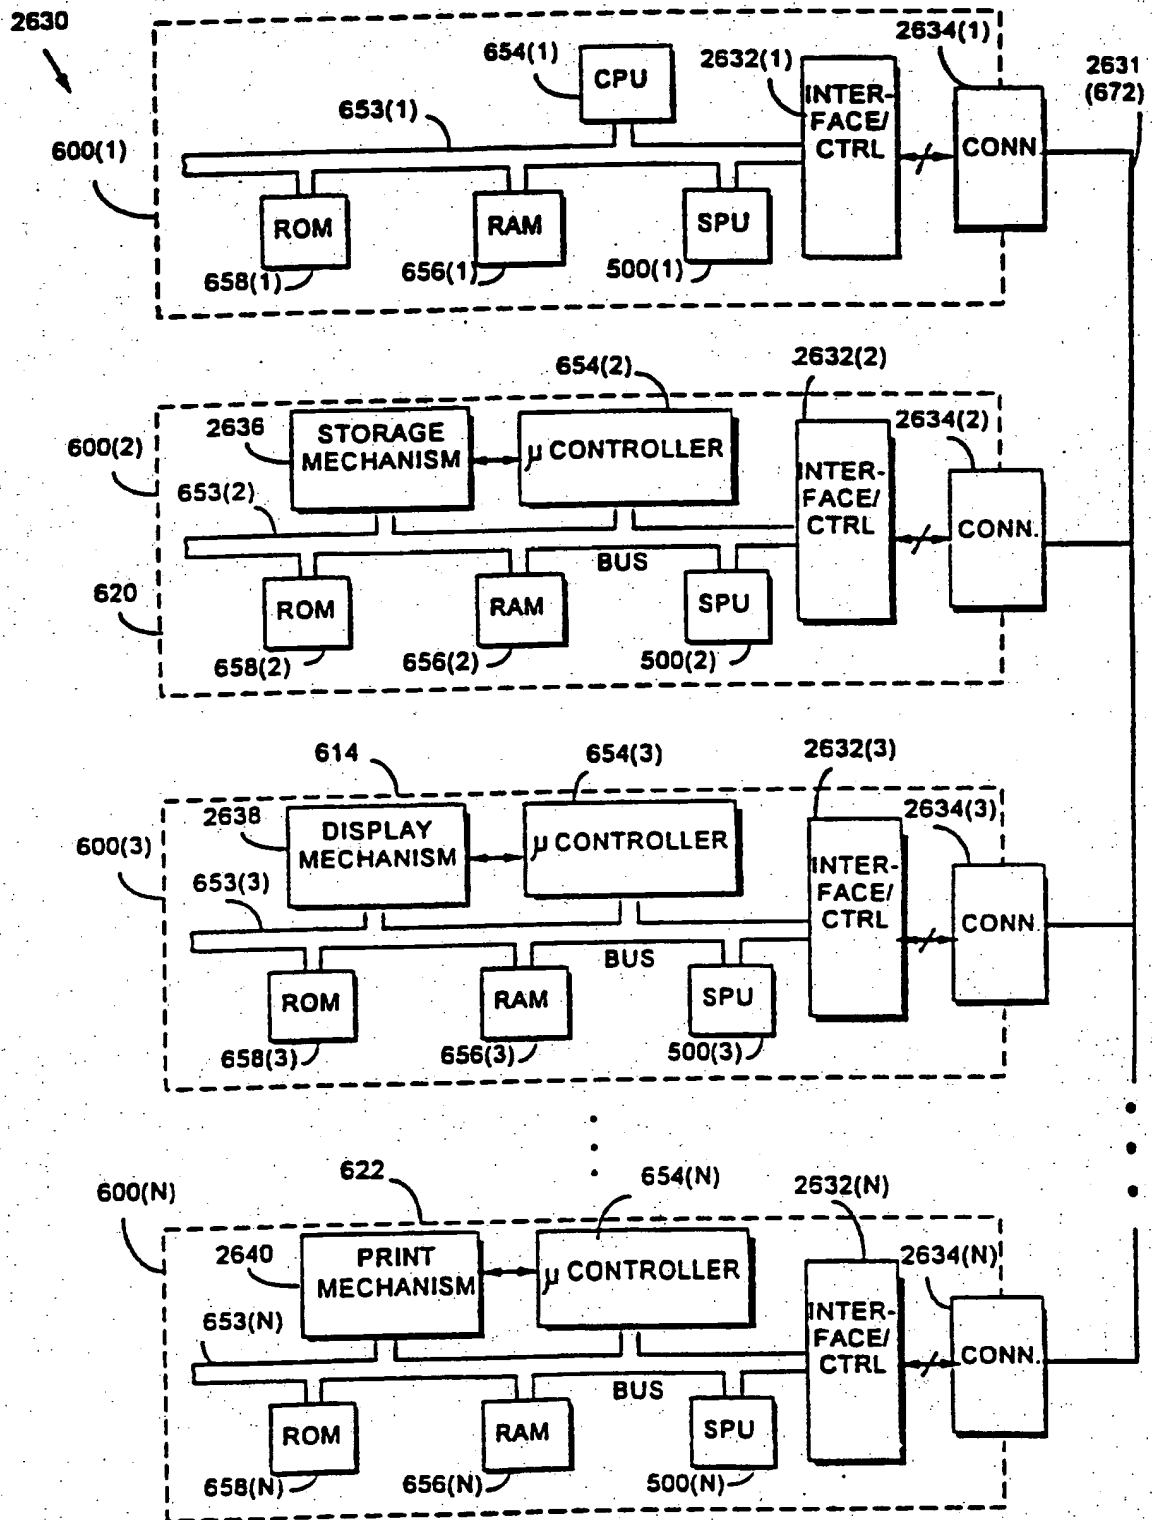 2630
654(1)
CPU
2632(1)
2634(1)
2631
(672)
653(1)
INTER-
FACE/
CTRL
CONN
600(1)
ROM
RAM
SPU
658(1)
656(1)
500(1)
654(2)
2632(2)
2634(2)
600(2)
2636
STORAGE
MECHANISM
µ CONTROLLER
INTER-
FACE/
CTRL
CONN.
653(2)
BUS
620
ROM
RAM
SPU
658(2)
656(2)
500(2)
614
654(3)
2632(3)
2634(3)
600(3)
2638
DISPLAY
MECHANISM
µ CONTROLLER
INTER-
FACE/
CTRL
CONN.
653(3)
BUS
ROM
RAM
SPU
658(3)
656(3)
500(3)
622
654(N)
2632(N)
2634(N)
600(N)
2640
PRINT
MECHANISM
µ CONTROLLER
INTER-
FACE/
CTRL
CONN.
653(N)
BUS
ROM
RAM
SPU
658(N)
656(N)
500(N)